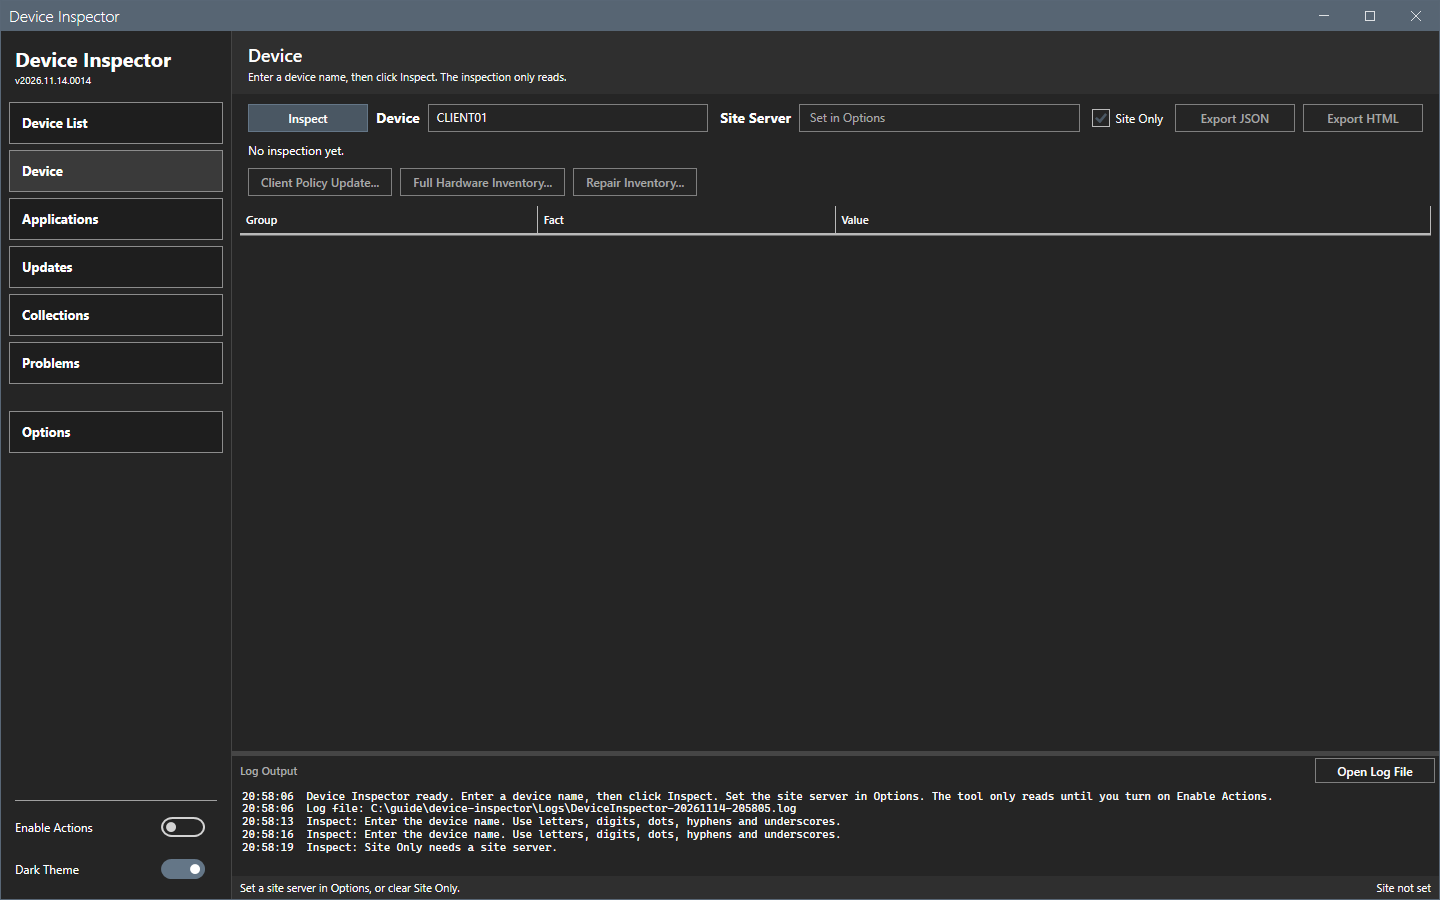 Device Inspector
Device Inspector
v2026.11.14.0014
Device List
Device
Applications
Updates
Collections
Problems
Options
Enable Actions
Dark Theme
Device
Enter a device name, then click Inspect. The inspection only reads.
Inspect Device CLIENT01 Site Server Set in Options Site Only Export JSON Export HTML
No inspection yet.
Client Policy Update... Full Hardware Inventory... Repair Inventory...
Group Fact Value
Log Output Open Log File
20:58:06 Device Inspector ready. Enter a device name, then click Inspect. Set the site server in Options. The tool only reads until you turn on Enable Actions.
20:58:06 Log file: C:\guide\device-inspector\Logs\DeviceInspector-20261114-205805.log
20:58:13 Inspect: Enter the device name. Use letters, digits, dots, hyphens and underscores.
20:58:16 Inspect: Enter the device name. Use letters, digits, dots, hyphens and underscores.
20:58:19 Inspect: Site Only needs a site server.
Set a site server in Options, or clear Site Only. Site not set